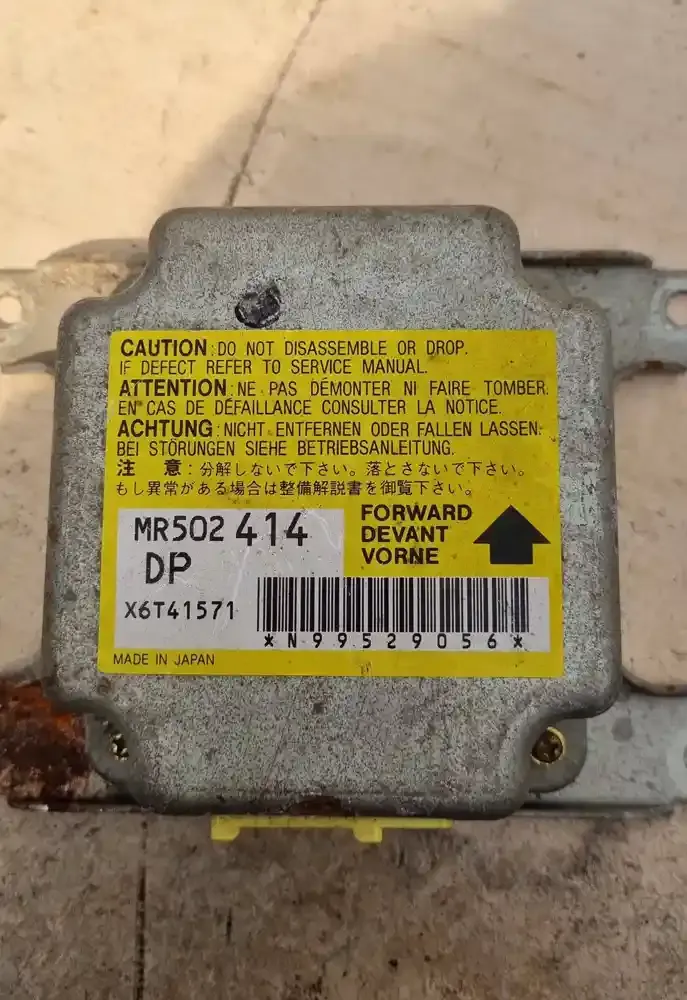 CAUTION: DO NOT DISASSEMBLE OR DROP.
IF DEFECT REFER TO SERVICE MANUAL.
ATTENTION: NE PAS DÉMONTER NI FAIRE TOMBER.
EN CAS DE DÉFAILLANCE CONSULTER LA NOTICE.
ACHTUNG: NICHT ENTFERNEN ODER FALLEN LASSEN.
BEI STÖRUNGEN SIEHE BETRIEBSANLEITUNG.
注 意:分解しないで下さい。落とさないで下さい。
もし異常がある場合は整備解説書を御覧下さい。
MR502 414
DP
X6T41571
FORWARD
DEVANT
VORNE
*N99529056*
MADE IN JAPAN